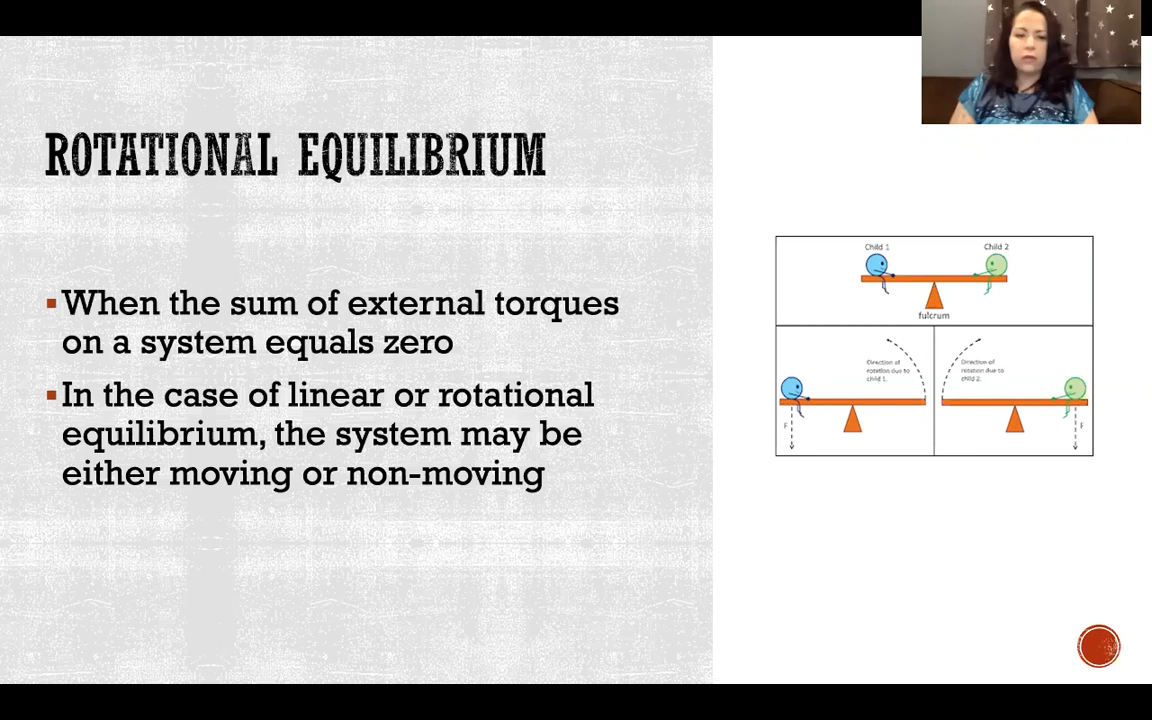 ROTATIONAL EQUILIBRIUM
▪When the sum of external torques
on a system equals zero
▪In the case of linear or rotational
equilibrium, the system may be
either moving or non-moving
Child 1
Child 2
fulcrum
Direction of
rotation due to
child 1.
F
Direction of
rotation due to
child 2.
F